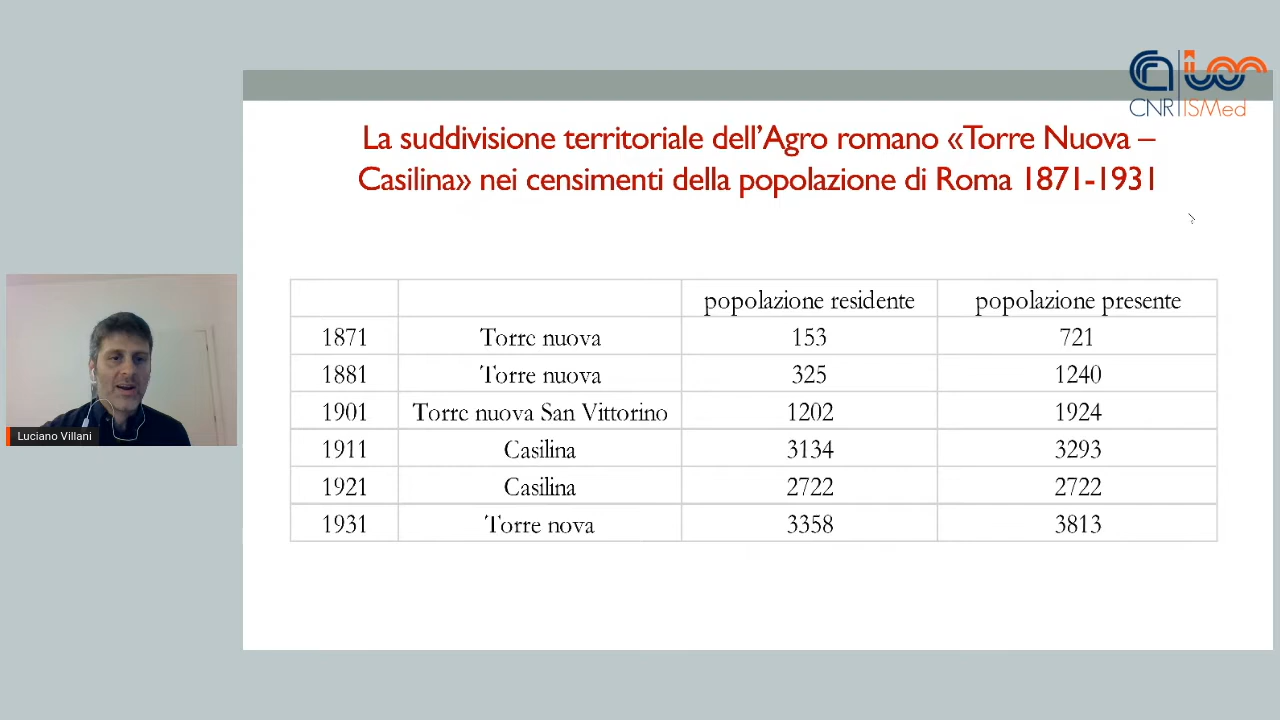 CNR ISMed
La suddivisione territoriale dell'Agro romano «Torre Nuova –
Casilina» nei censimenti della popolazione di Roma 1871-1931
popolazione residente popolazione presente
1871 Torre nuova 153 721
1881 Torre nuova 325 1240
1901 Torre nuova San Vittorino 1202 1924
1911 Casilina 3134 3293
1921 Casilina 2722 2722
1931 Torre nova 3358 3813
Luciano Villani